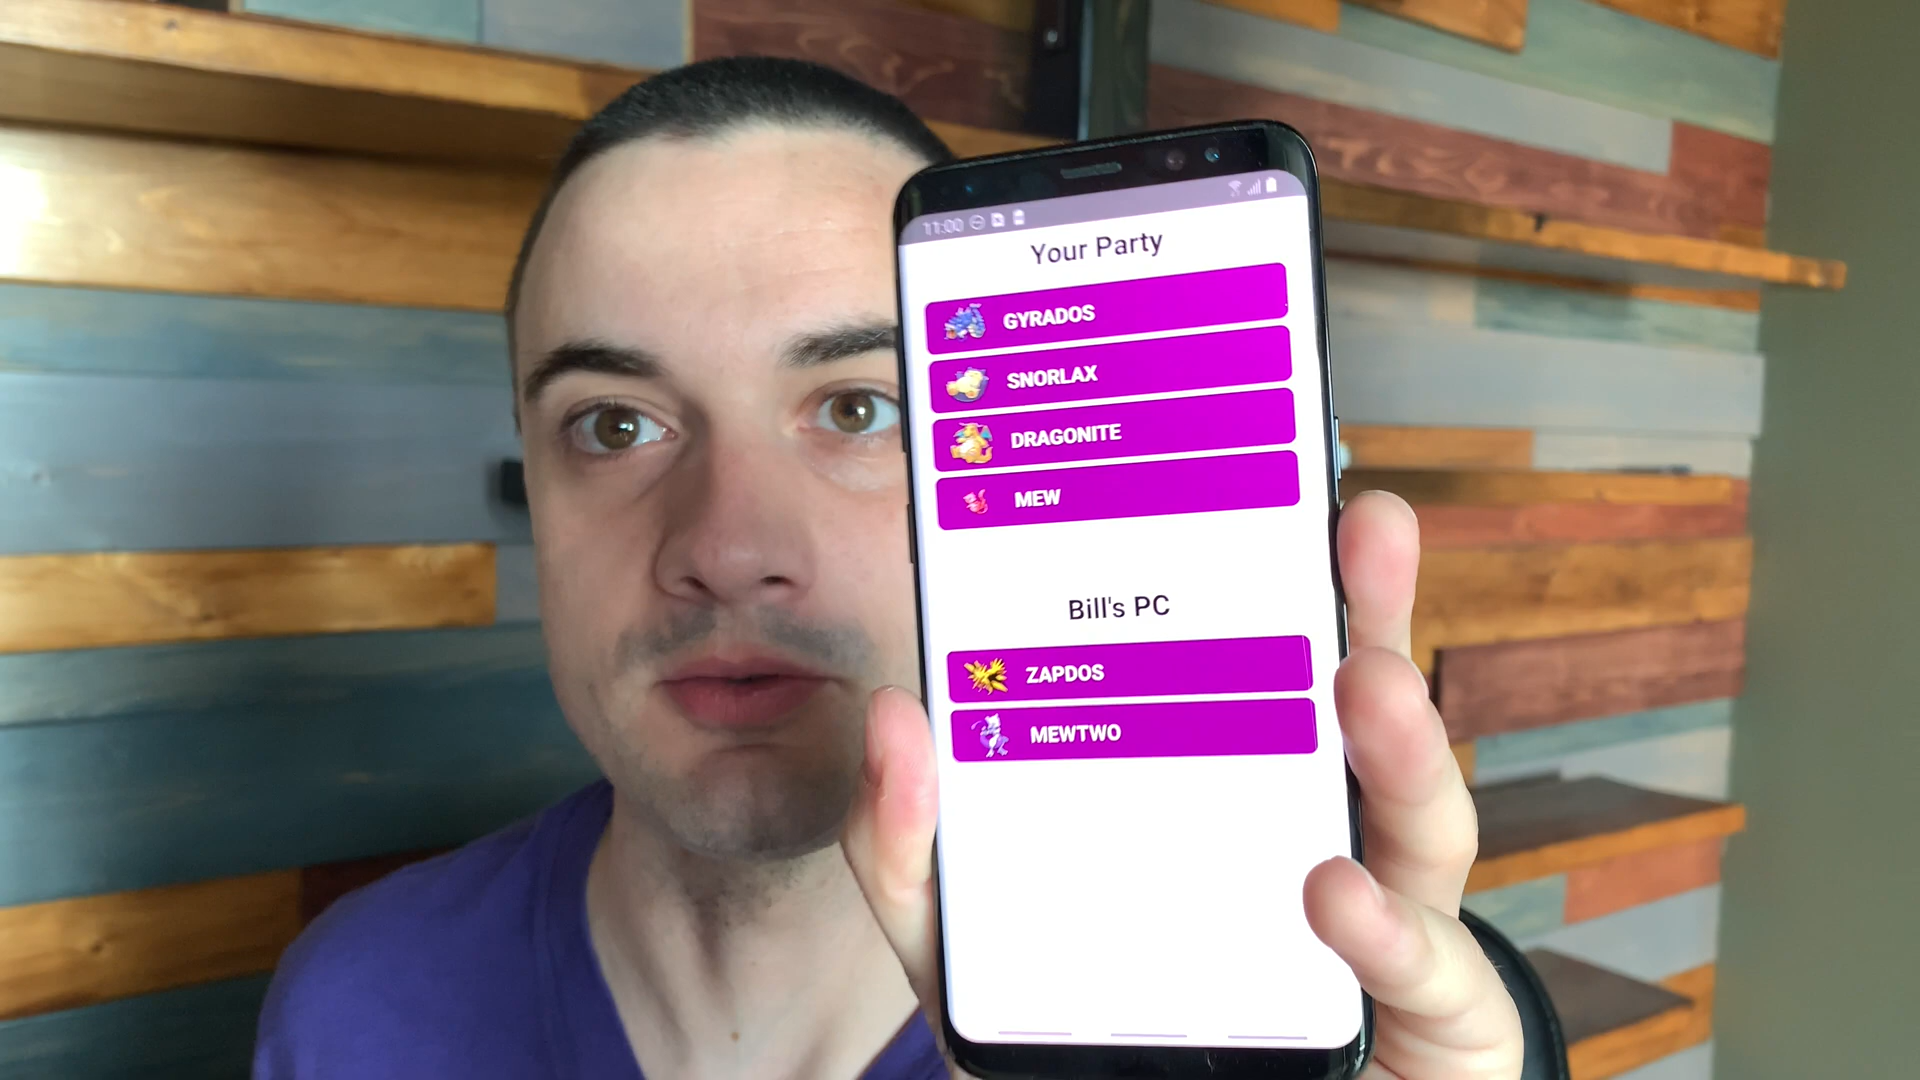 11:00
Your Party
GYRADOS
SNORLAX
DRAGONITE
MEW
Bill's PC
ZAPDOS
MEWTWO